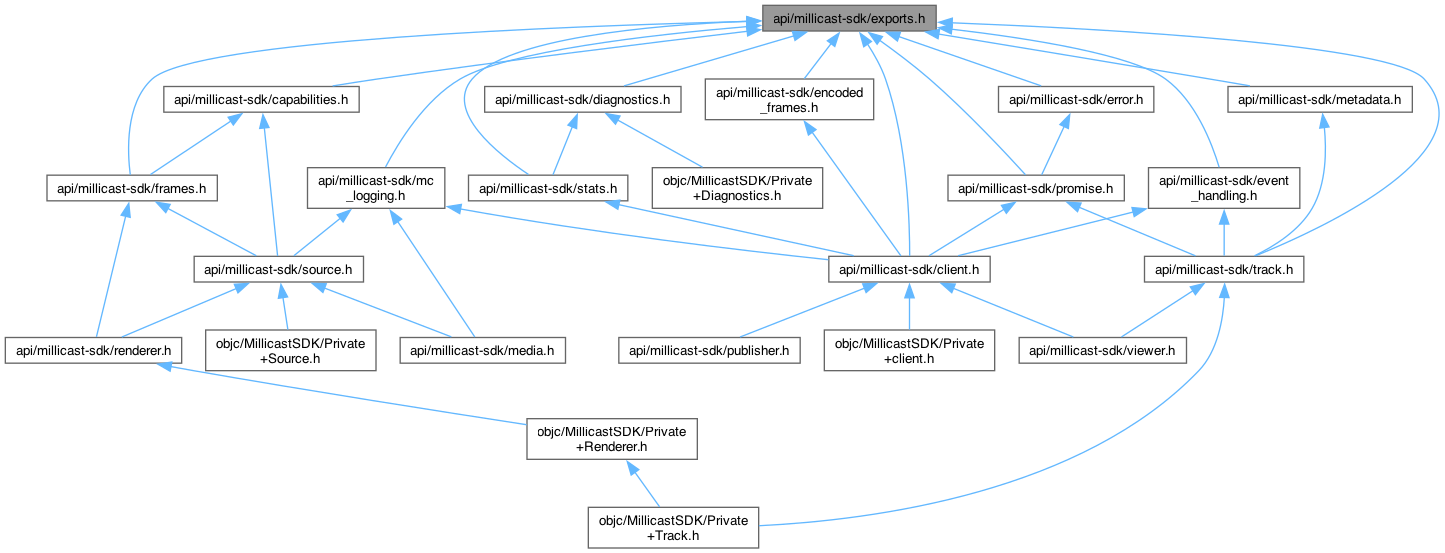 api/millicast-sdk/exports.h
api/millicast-sdk/capabilities.h
api/millicast-sdk/diagnostics.h
api/millicast-sdk/encoded
_frames.h
api/millicast-sdk/error.h
api/millicast-sdk/metadata.h
api/millicast-sdk/frames.h
api/millicast-sdk/mc
_logging.h
api/millicast-sdk/stats.h
objc/MillicastSDK/Private
+Diagnostics.h
api/millicast-sdk/promise.h
api/millicast-sdk/event
_handling.h
api/millicast-sdk/source.h
api/millicast-sdk/client.h
api/millicast-sdk/track.h
api/millicast-sdk/renderer.h
objc/MillicastSDK/Private
+Source.h
api/millicast-sdk/media.h
api/millicast-sdk/publisher.h
objc/MillicastSDK/Private
+client.h
api/millicast-sdk/viewer.h
objc/MillicastSDK/Private
+Renderer.h
objc/MillicastSDK/Private
+Track.h